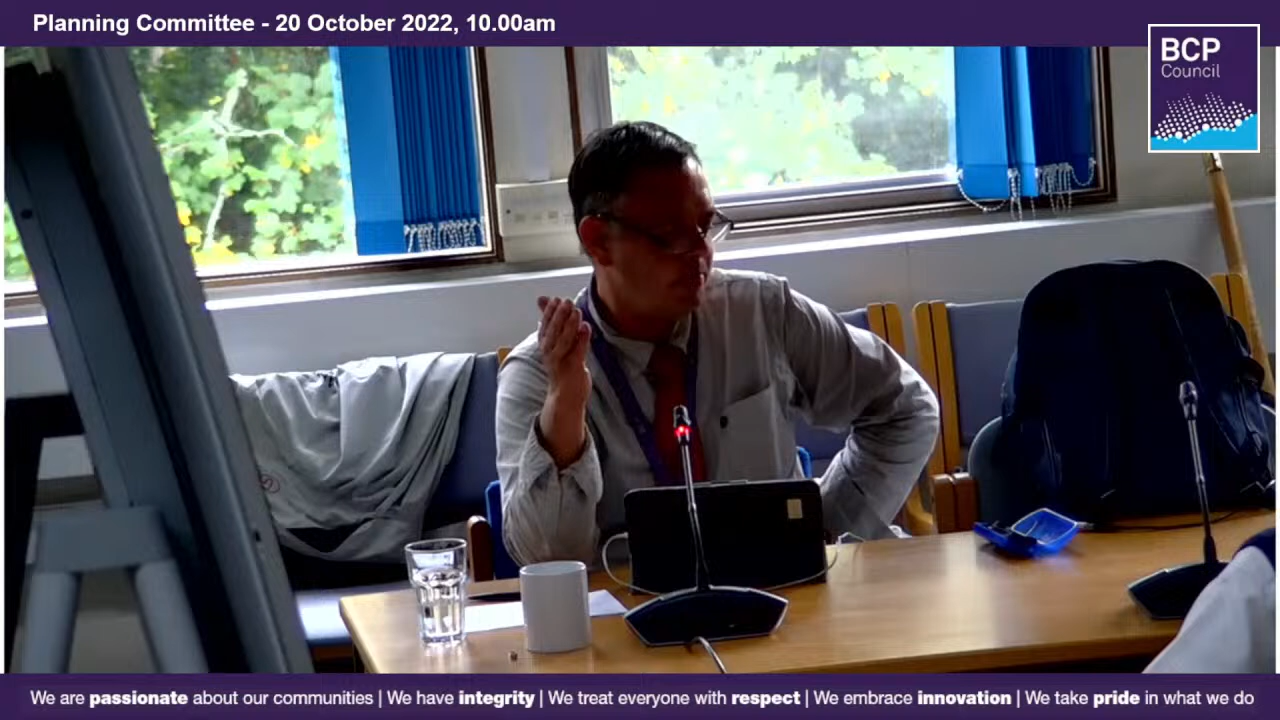 Planning Committee - 20 October 2022, 10.00am
BCP
Council
We are passionate about our communities | We have integrity | We treat everyone with respect | We embrace innovation | We take pride in what we do